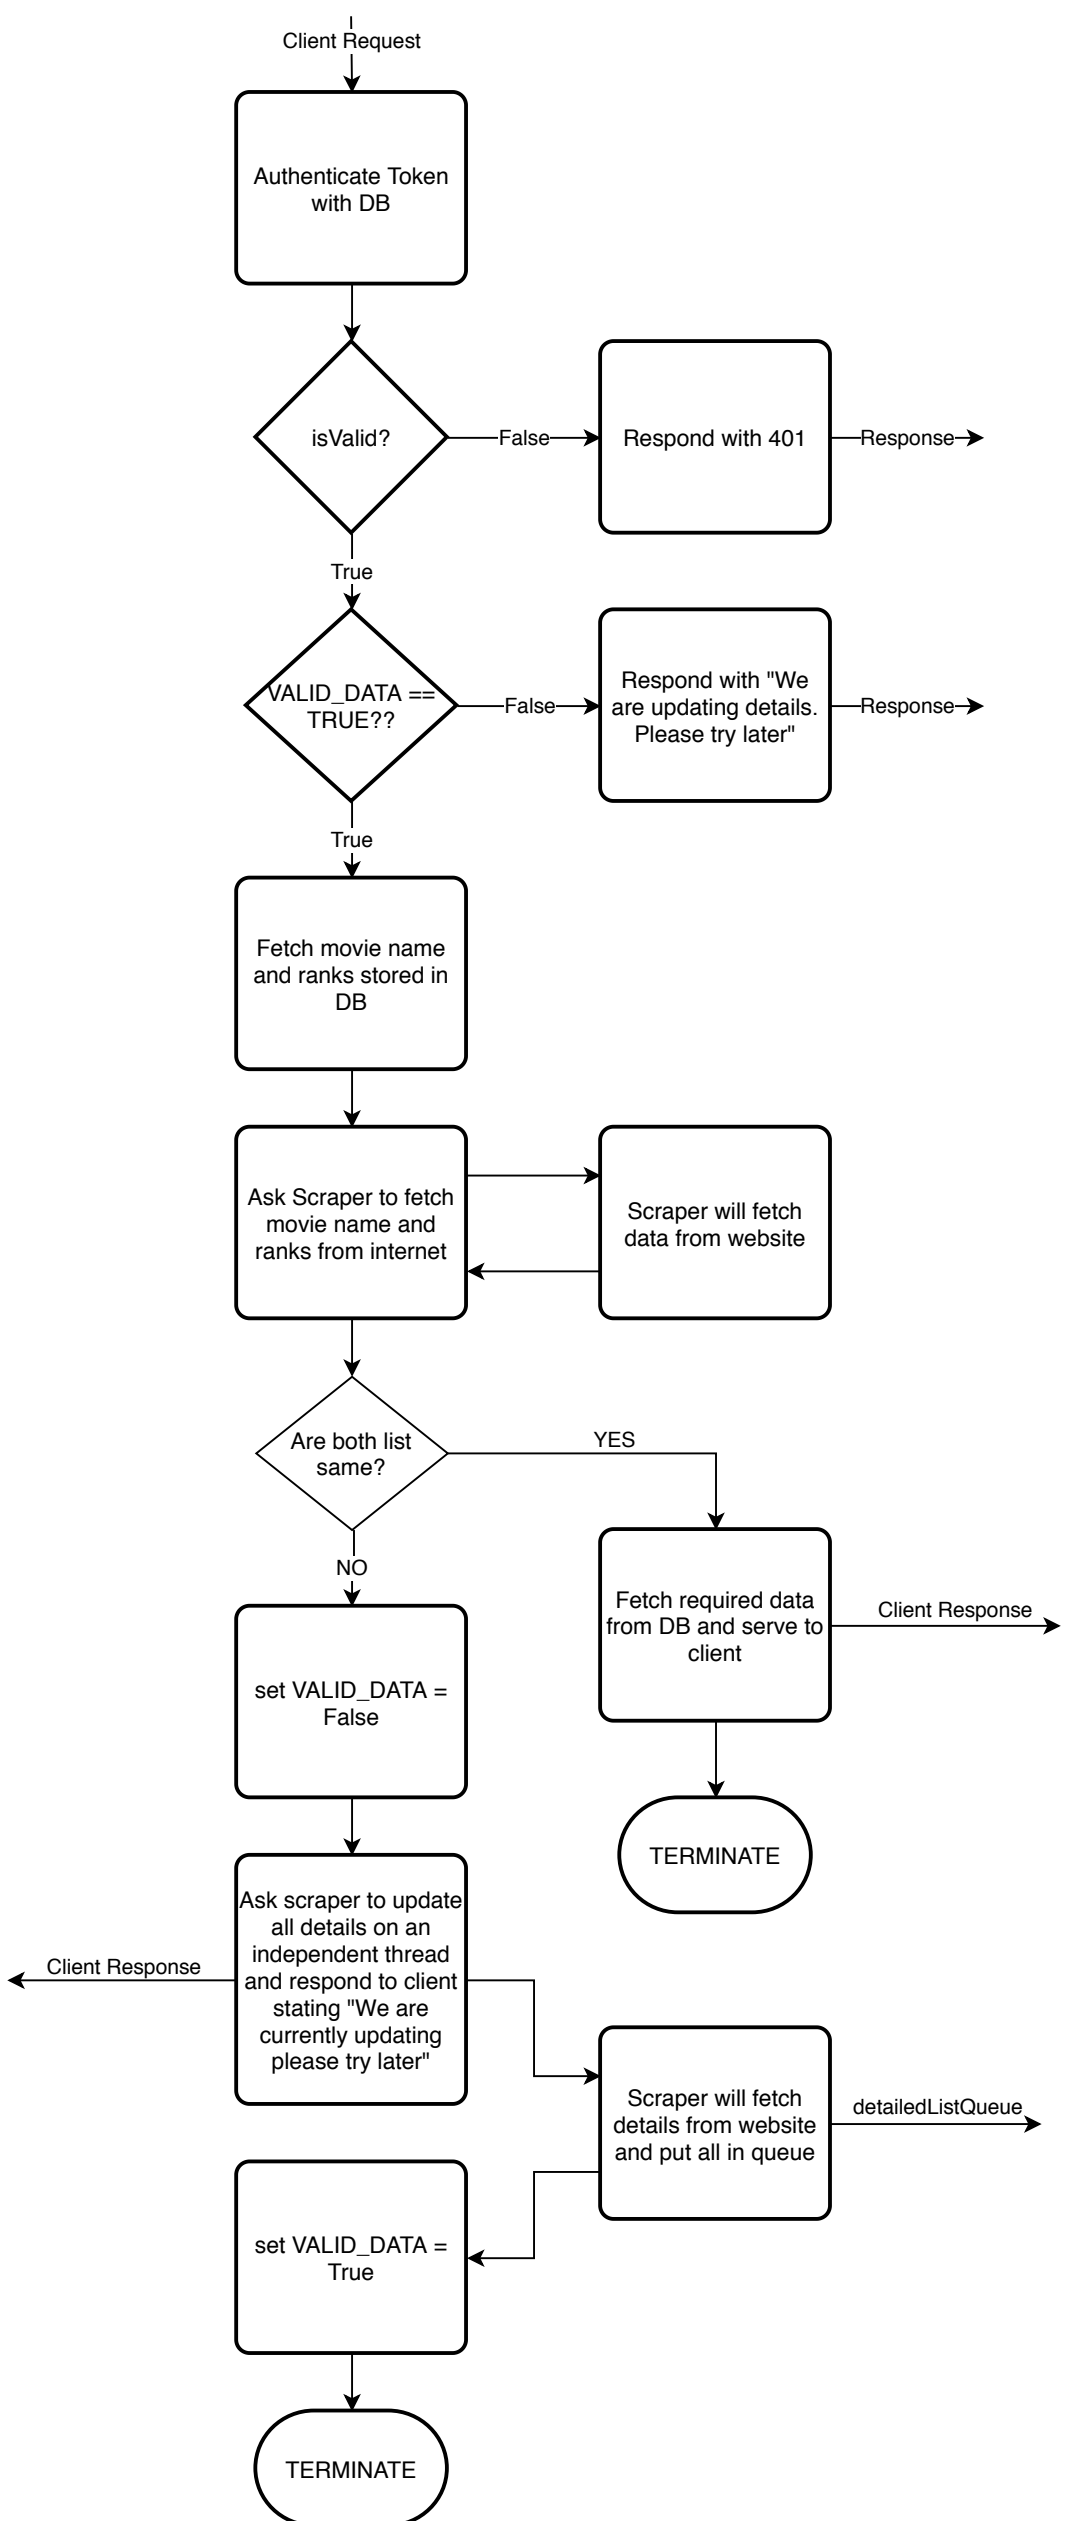 Client Request
Authenticate Token
with DB
isValid?
False
Respond with 401
Response
True
VALID_DATA ==
TRUE??
False
Respond with "We
are updating details.
Please try later"
Response
True
Fetch movie name
and ranks stored in
DB
Ask Scraper to fetch
movie name and
ranks from internet
Scraper will fetch
data from website
Are both list
same?
YES
NO
Fetch required data
from DB and serve to
client
Client Response
set VALID_DATA =
False
TERMINATE
Ask scraper to update
all details on an
independent thread
and respond to client
stating "We are
currently updating
please try later"
Client Response
Scraper will fetch
details from website
and put all in queue
detailedListQueue
set VALID_DATA =
True
TERMINATE